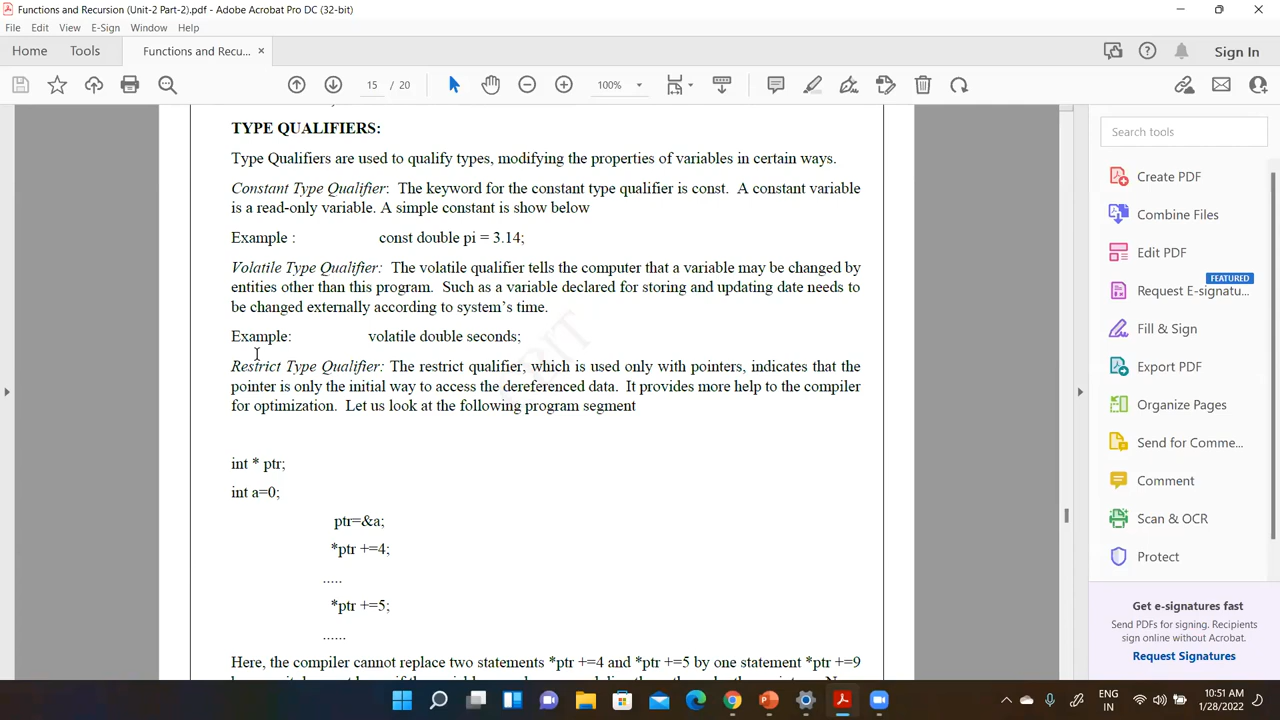 Functions and Recursion (Unit-2 Part-2).pdf - Adobe Acrobat Pro DC (32-bit)
File Edit View E-Sign Window Help
Home Tools Functions and Recu... × Sign In
15 / 20 100%
TYPE QUALIFIERS:
Type Qualifiers are used to qualify types, modifying the properties of variables in certain ways.
Constant Type Qualifier: The keyword for the constant type qualifier is const. A constant variable
is a read-only variable. A simple constant is show below
Example : const double pi = 3.14;
Volatile Type Qualifier: The volatile qualifier tells the computer that a variable may be changed by
entities other than this program. Such as a variable declared for storing and updating date needs to
be changed externally according to system's time.
Example: volatile double seconds;
Restrict Type Qualifier: The restrict qualifier, which is used only with pointers, indicates that the
pointer is only the initial way to access the dereferenced data. It provides more help to the compiler
for optimization. Let us look at the following program segment
int * ptr;
int a=0;
ptr=&a;
*ptr +=4;
.....
*ptr +=5;
......
Here, the compiler cannot replace two statements *ptr +=4 and *ptr +=5 by one statement *ptr +=9
Search tools
Create PDF
Combine Files
Edit PDF
FEATURED
Request E-signatu...
Fill & Sign
Export PDF
Organize Pages
Send for Comme...
Comment
Scan & OCR
Protect
Get e-signatures fast
Send PDFs for signing. Recipients
sign online without Acrobat.
Request Signatures
ENG
IN
10:51 AM
1/28/2022